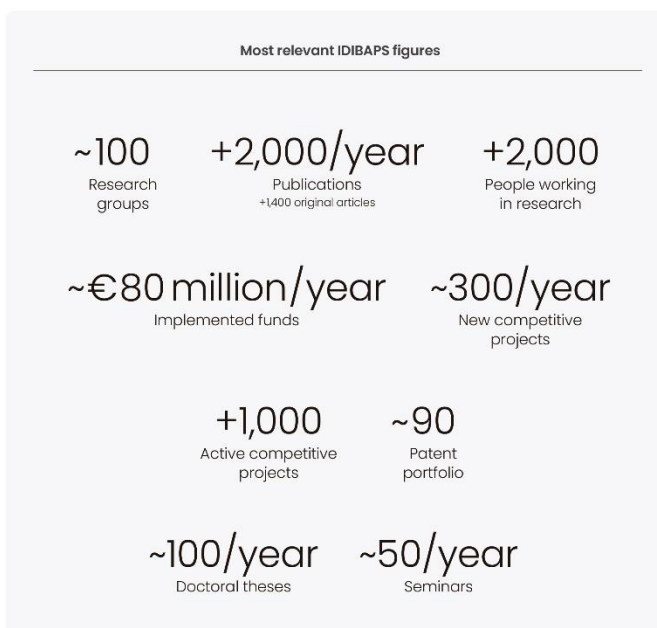 Most relevant IDIBAPS figures
~100
Research
groups
+2,000/year
Publications
+1,400 original articles
+2,000
People working
in research
~€80 million/year
Implemented funds
~300/year
New competitive
projects
+1,000
Active competitive
projects
~90
Patent
portfolio
~100/year
Doctoral theses
~50/year
Seminars